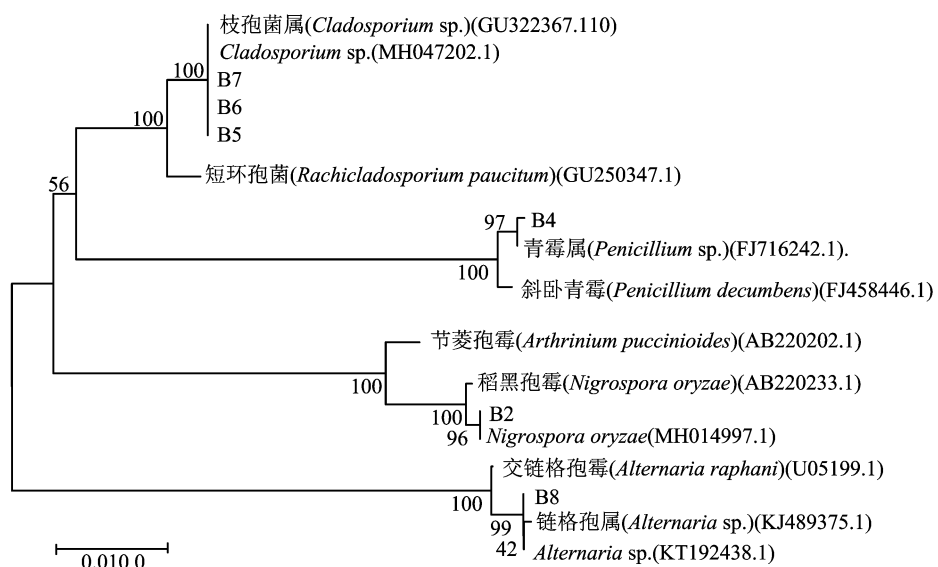 枝孢菌属(Cladosporium sp.)(GU322367.110)
Cladosporium sp.(MH047202.1)
100
B7
B6
100
B5
短环孢菌(Rachicladosporium paucitum)(GU250347.1)
56
97
B4
青霉属(Penicillium sp.)(FJ716242.1).
100
斜卧青霉(Penicillium decumbens)(FJ458446.1)
节菱孢霉(Arthrinium puccinioides)(AB220202.1)
100
稻黑孢霉(Nigrospora oryzae)(AB220233.1)
100
B2
96
Nigrospora oryzae(MH014997.1)
交链格孢霉(Alternaria raphani)(U05199.1)
100
B8
99
链格孢属(Alternaria sp.)(KJ489375.1)
42
Alternaria sp.(KT192438.1)
0.010 0